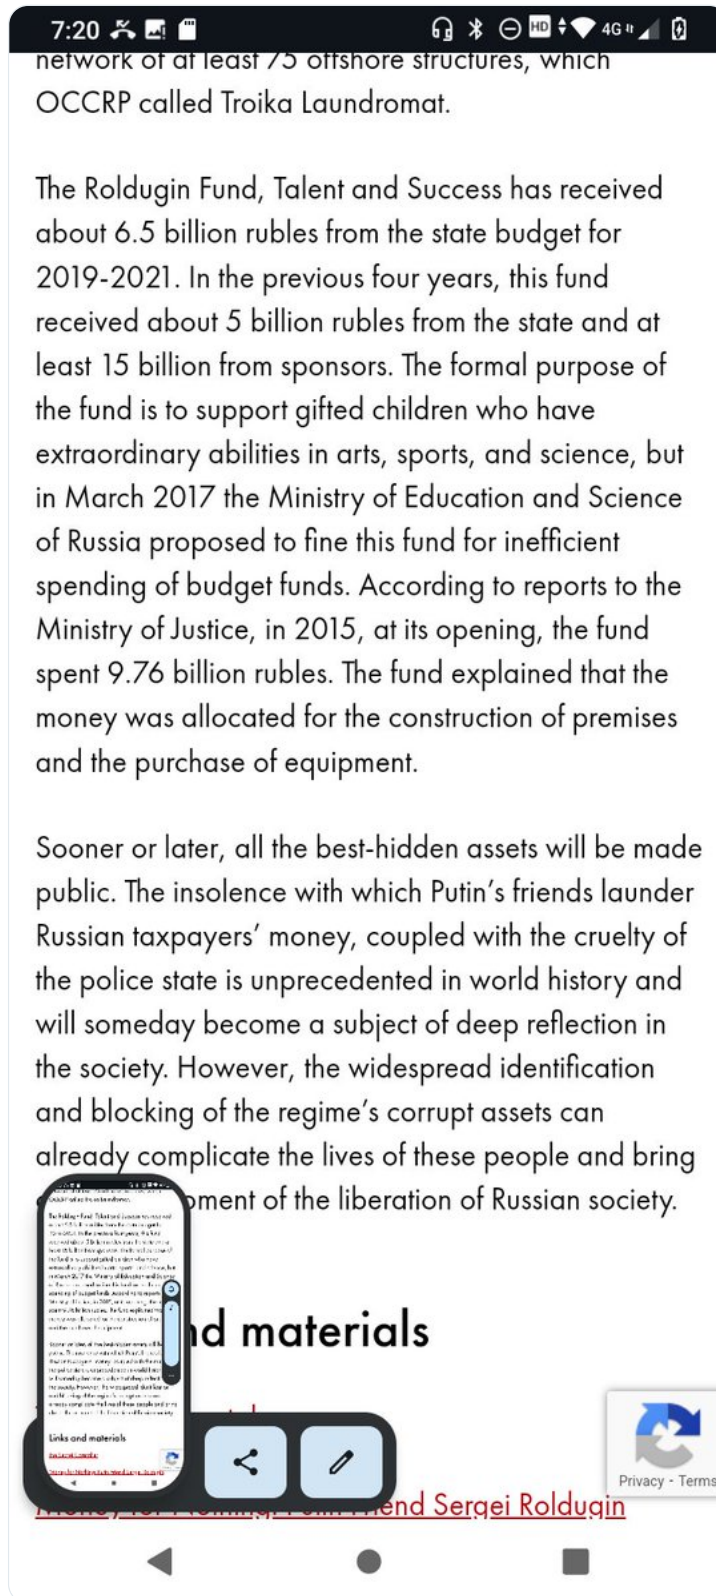 7:20 HD 4G
network of at least 75 offshore structures, which
OCCRP called Troika Laundromat.
The Roldugin Fund, Talent and Success has received
about 6.5 billion rubles from the state budget for
2019-2021. In the previous four years, this fund
received about 5 billion rubles from the state and at
least 15 billion from sponsors. The formal purpose of
the fund is to support gifted children who have
extraordinary abilities in arts, sports, and science, but
in March 2017 the Ministry of Education and Science
of Russia proposed to fine this fund for inefficient
spending of budget funds. According to reports to the
Ministry of Justice, in 2015, at its opening, the fund
spent 9.76 billion rubles. The fund explained that the
money was allocated for the construction of premises
and the purchase of equipment.
Sooner or later, all the best-hidden assets will be made
public. The insolence with which Putin's friends launder
Russian taxpayers' money, coupled with the cruelty of
the police state is unprecedented in world history and
will someday become a subject of deep reflection in
the society. However, the widespread identification
and blocking of the regime's corrupt assets can
already complicate the lives of these people and bring
of the liberation of Russian society.
materials
Links and materials
Privacy - Terms
Sergei Roldugin